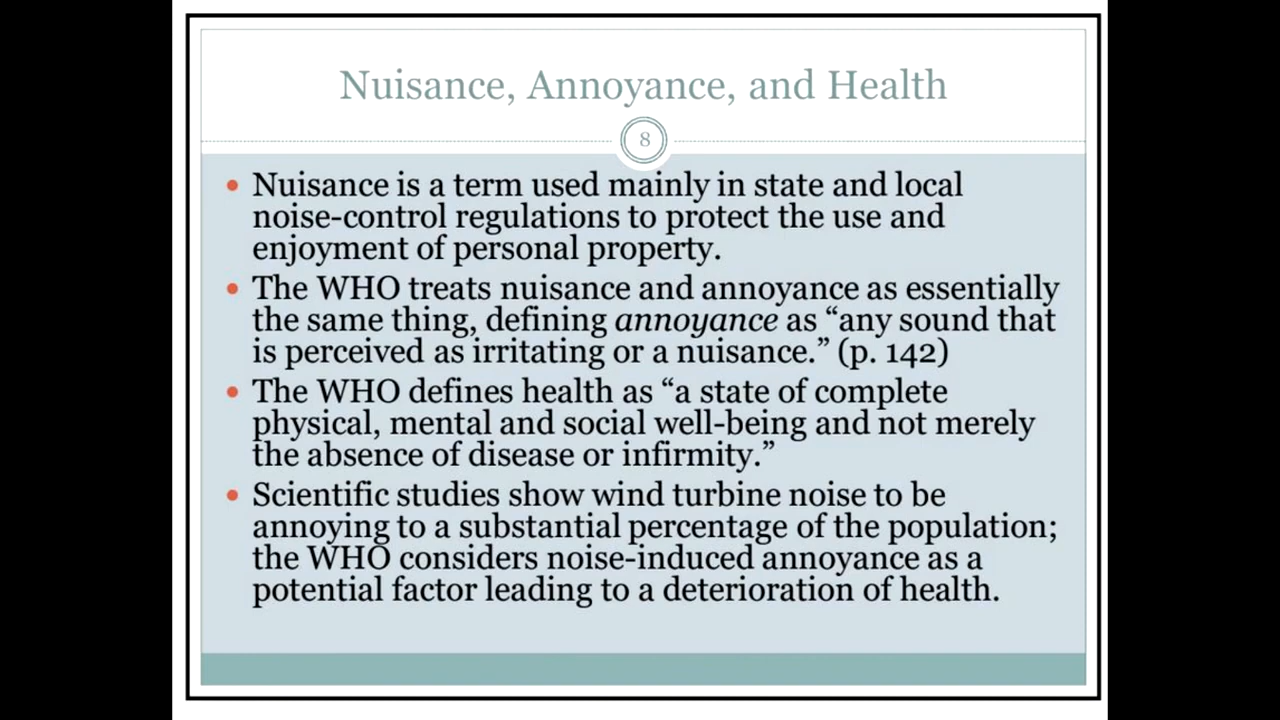 Nuisance, Annoyance, and Health
8
• Nuisance is a term used mainly in state and local
noise-control regulations to protect the use and
enjoyment of personal property.
• The WHO treats nuisance and annoyance as essentially
the same thing, defining annoyance as “any sound that
is perceived as irritating or a nuisance.” (p. 142)
• The WHO defines health as “a state of complete
physical, mental and social well-being and not merely
the absence of disease or infirmity.”
• Scientific studies show wind turbine noise to be
annoying to a substantial percentage of the population;
the WHO considers noise-induced annoyance as a
potential factor leading to a deterioration of health.